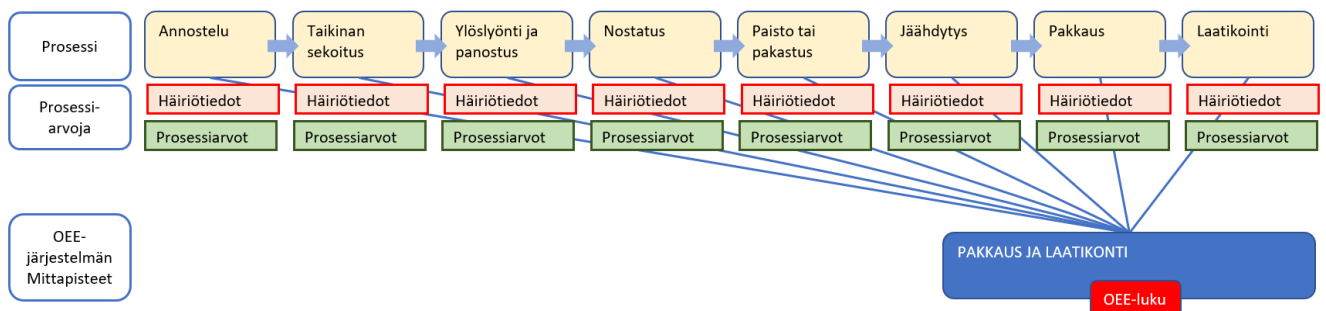 Prosessi
Annostelu
Taikinan
sekoitus
Ylöslyönti ja
panostus
Nostatus
Paisto tai
pakastus
Jäähdytys
Pakkaus
Laatikointi
Prosessi-
arvoja
Häiriötiedot
Häiriötiedot
Häiriötiedot
Häiriötiedot
Häiriötiedot
Häiriötiedot
Häiriötiedot
Häiriötiedot
Prosessiarvot
Prosessiarvot
Prosessiarvot
Prosessiarvot
Prosessiarvot
Prosessiarvot
Prosessiarvot
Prosessiarvot
OEE-
järjestelmän
Mittapisteet
PAKKAUS JA LAATIKONTI
OEE-luku